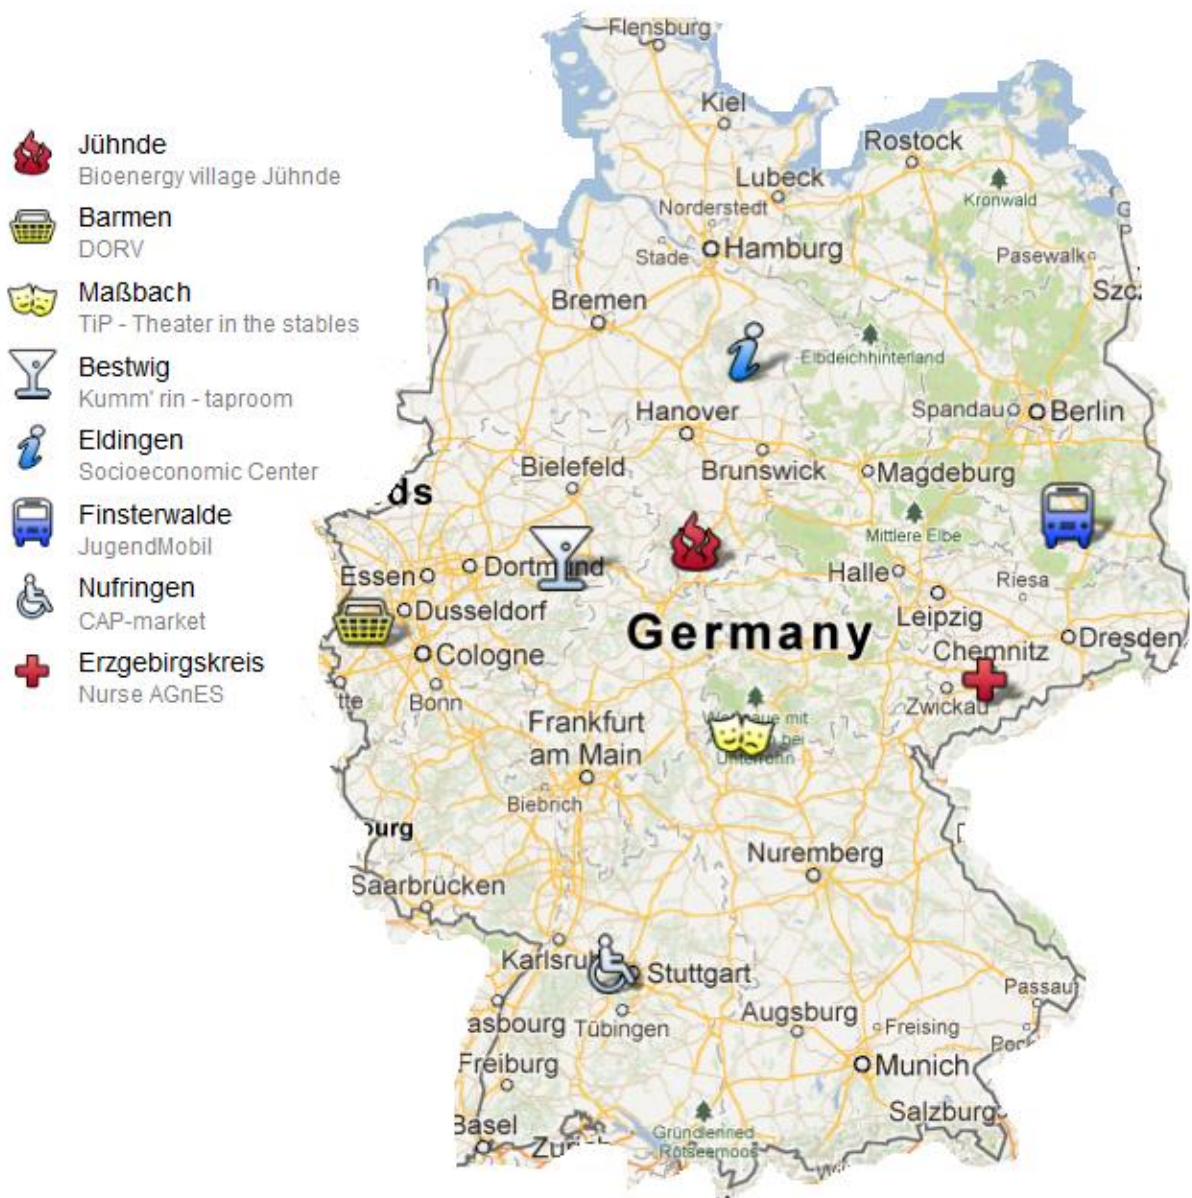 Jühnde
Bioenergy village Jühnde
Barmen
DORV
Maßbach
TiP - Theater in the stables
Bestwig
Kumm' rin - taproom
Eldingen
Socioeconomic Center
Finsterwalde
JugendMobil
Nufringen
CAP-market
Erzgebirgskreis
Nurse AGnES
Flensburg
Kiel
Rostock
Lubeck
Kronwald
Norderstedt
Stade
Hamburg
Pasewalk
Bremen
Elbdeichhinterland
Hanover
Spandau
Berlin
Bielefeld
Brunswick
Magdeburg
Mittlere Elbe
Essen
Halle
Riesa
Dusseldorf
Leipzig
Germany
Cologne
Chemnitz
Dresden
Bonn
Zwickau
Frankfurt
am Main
Biebrich
Nuremberg
Saarbrücken
Stuttgart
Passau
asbourg
Tübingen
Augsburg
Freising
Freiburg
Munich
Salzburg
Basel